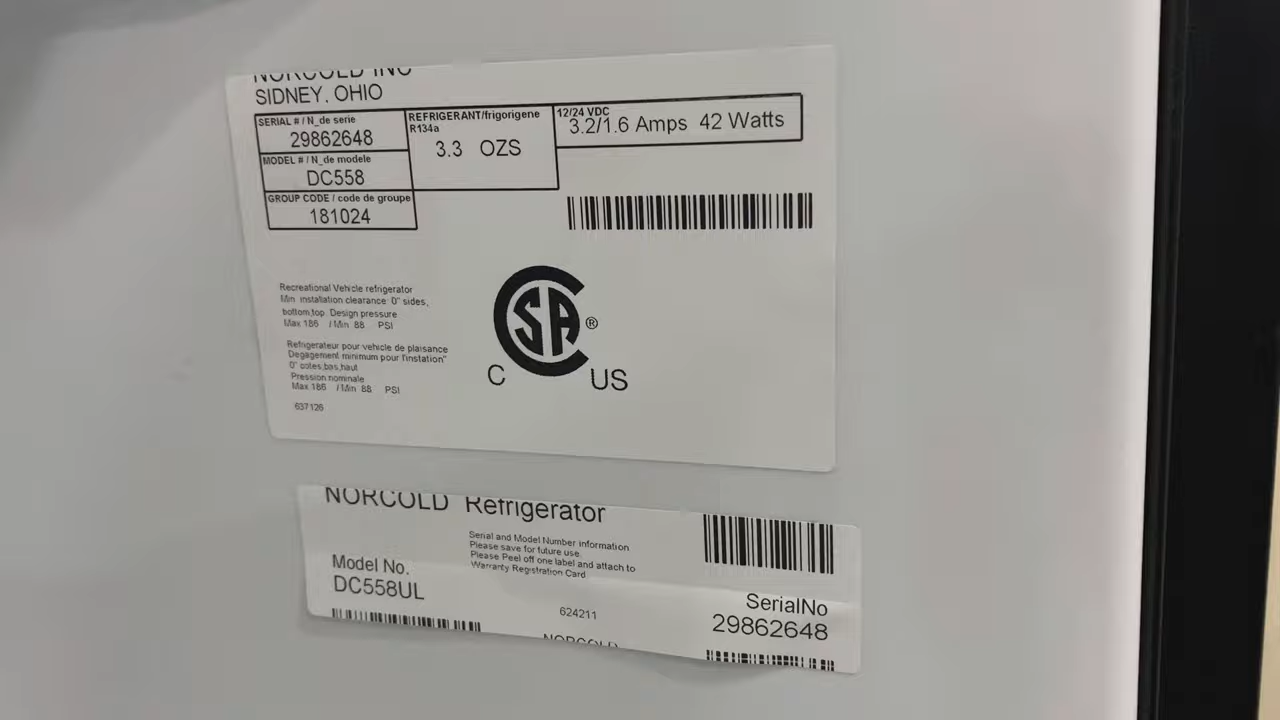 NORCOLD INC
SIDNEY, OHIO
SERIAL # / N_de serie
29862648
MODEL # / N_de modele
DC558
GROUP CODE / code de groupe
181024
REFRIGERANT/frigorigene
R134a
3.3 OZS
12/24 VDC
3.2/1.6 Amps 42 Watts
Recreational Vehicle refrigerator
Min installation clearance: 0" sides,
bottom,top. Design pressure
Max 186 / Min 88 PSI
Refrigerateur pour vehicle de plaisance
Degagement minimum pour l'instation"
0" cotes,bas,haut
Pression nominale
Max 186 / Min 88 PSI
637126
CSA ®
C US
NORCOLD Refrigerator
Serial and Model Number information.
Please save for future use.
Please Peel off one label and attach to
Warranty Registration Card.
Model No.
DC558UL
624211
SerialNo
29862648
NORCOLD